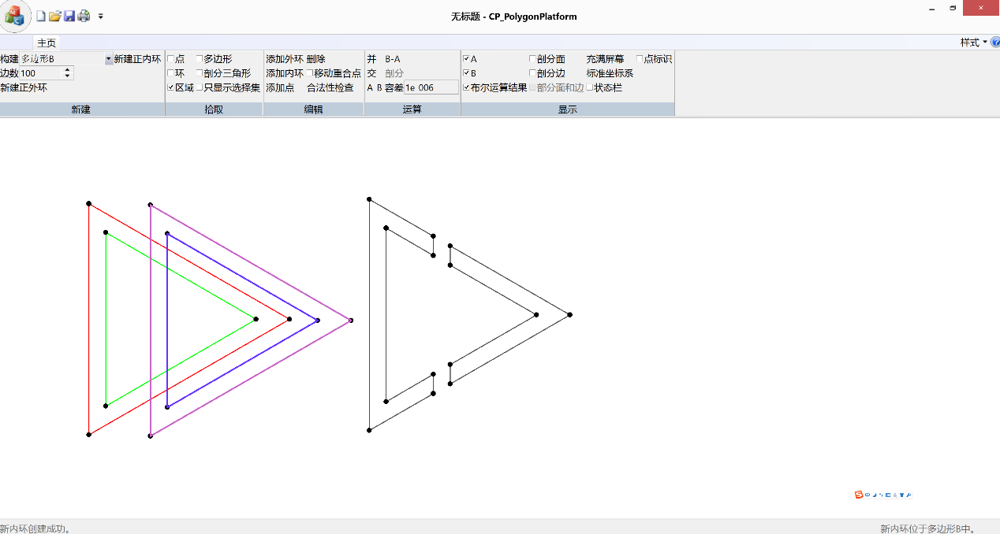 无标题 - CP_PolygonPlatform
主页
样式
构建 多边形B 新建正内环
边数 100
新建正外环
新建
点 多边形
环 剖分三角形
区域 只显示选择集
拾取
添加外环 删除
添加内环 移动重合点
添加点 合法性检查
编辑
并 B-A
交 剖分
A B 容差 1e 006
运算
A 剖分面 充满屏幕 点标识
B 剖分边 标准坐标系
布尔运算结果 剖分面和边 状态栏
显示
新内环创建成功。
新内环位于多边形B中。